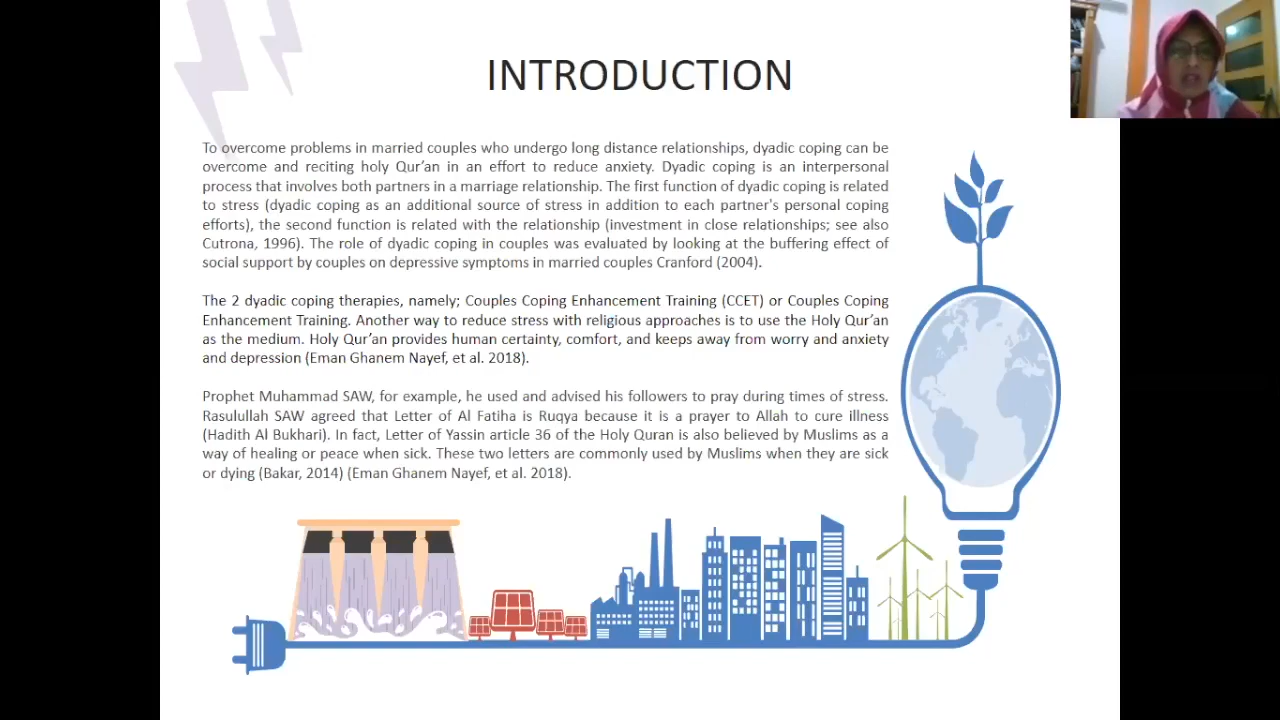 INTRODUCTION
To overcome problems in married couples who undergo long distance relationships, dyadic coping can be
overcome and reciting holy Qur'an in an effort to reduce anxiety. Dyadic coping is an interpersonal
process that involves both partners in a marriage relationship. The first function of dyadic coping is related
to stress (dyadic coping as an additional source of stress in addition to each partner's personal coping
efforts), the second function is related with the relationship (investment in close relationships; see also
Cutrona, 1996). The role of dyadic coping in couples was evaluated by looking at the buffering effect of
social support by couples on depressive symptoms in married couples Cranford (2004).
The 2 dyadic coping therapies, namely; Couples Coping Enhancement Training (CCET) or Couples Coping
Enhancement Training. Another way to reduce stress with religious approaches is to use the Holy Qur'an
as the medium. Holy Qur'an provides human certainty, comfort, and keeps away from worry and anxiety
and depression (Eman Ghanem Nayef, et al. 2018).
Prophet Muhammad SAW, for example, he used and advised his followers to pray during times of stress.
Rasulullah SAW agreed that Letter of Al Fatiha is Ruqya because it is a prayer to Allah to cure illness
(Hadith Al Bukhari). In fact, Letter of Yassin article 36 of the Holy Quran is also believed by Muslims as a
way of healing or peace when sick. These two letters are commonly used by Muslims when they are sick
or dying (Bakar, 2014) (Eman Ghanem Nayef, et al. 2018).